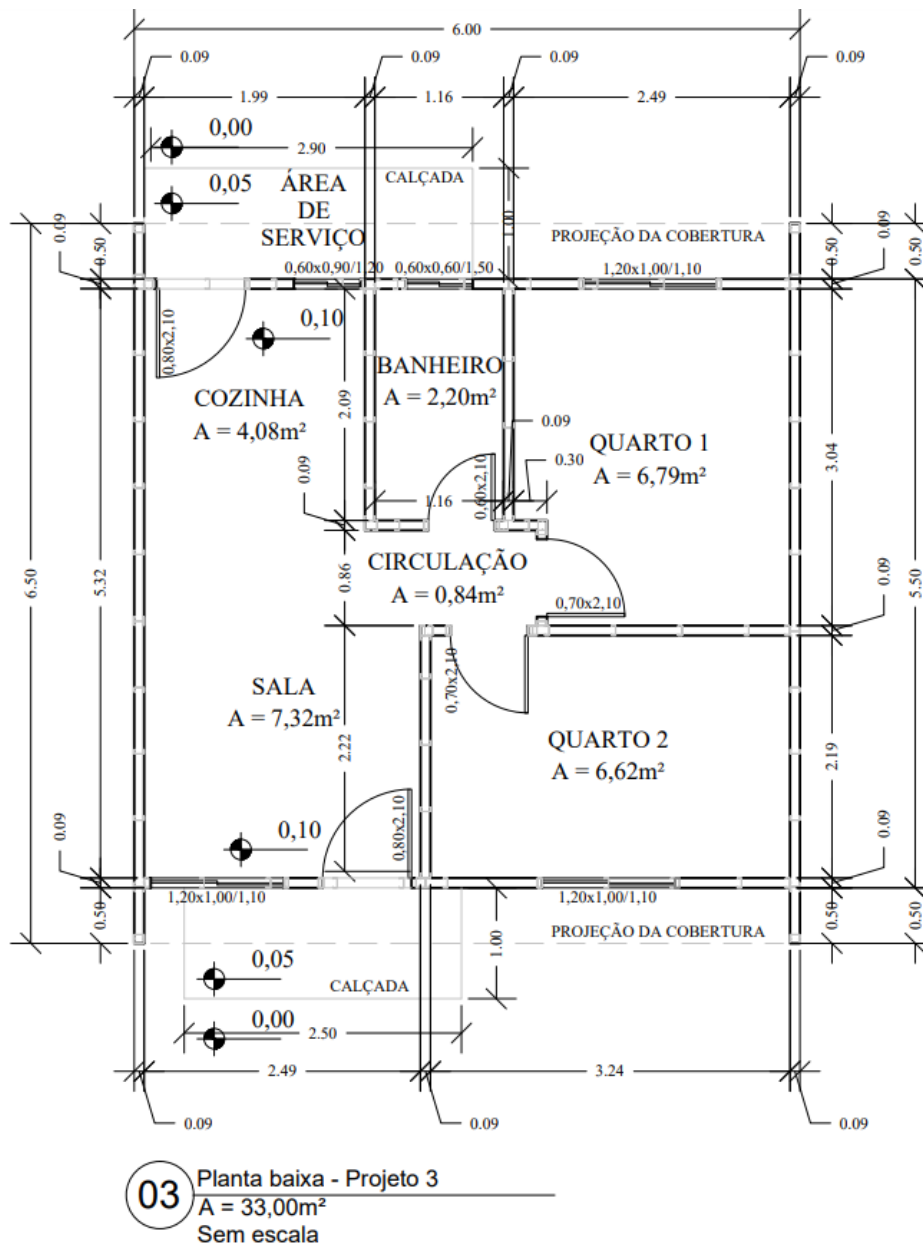 6.00
0.09
0.09
0.09
1.99
1.16
2.49
0,00
2.90
0,05
ÁREA
DE
SERVIÇO
CALÇADA
1.00
PROJEÇÃO DA COBERTURA
0.09
0.50
0.50
0.50
0.09
0,60x0,90/1,20
0,60x0,60/1,50
1,20x1,00/1,10
0,10
0,80x2,10
BANHEIRO
A = 2,20m²
COZINHA
A = 4,08m²
2.09
0.09
QUARTO 1
A = 6,79m²
0.30
3.04
0.09
1.16
0,60x2,10
CIRCULAÇÃO
A = 0,84m²
0.86
0,70x2,10
0.09
6.50
5.32
5.50
SALA
A = 7,32m²
0,70x2,10
QUARTO 2
A = 6,62m²
2.22
2.19
0,10
0,80x2,10
0.09
0.09
1,20x1,00/1,10
1,20x1,00/1,10
0.50
0.50
0.50
1.00
PROJEÇÃO DA COBERTURA
0,05
CALÇADA
0,00
2.50
2.49
3.24
0.09
0.09
0.09
03
Planta baixa - Projeto 3
A = 33,00m²
Sem escala